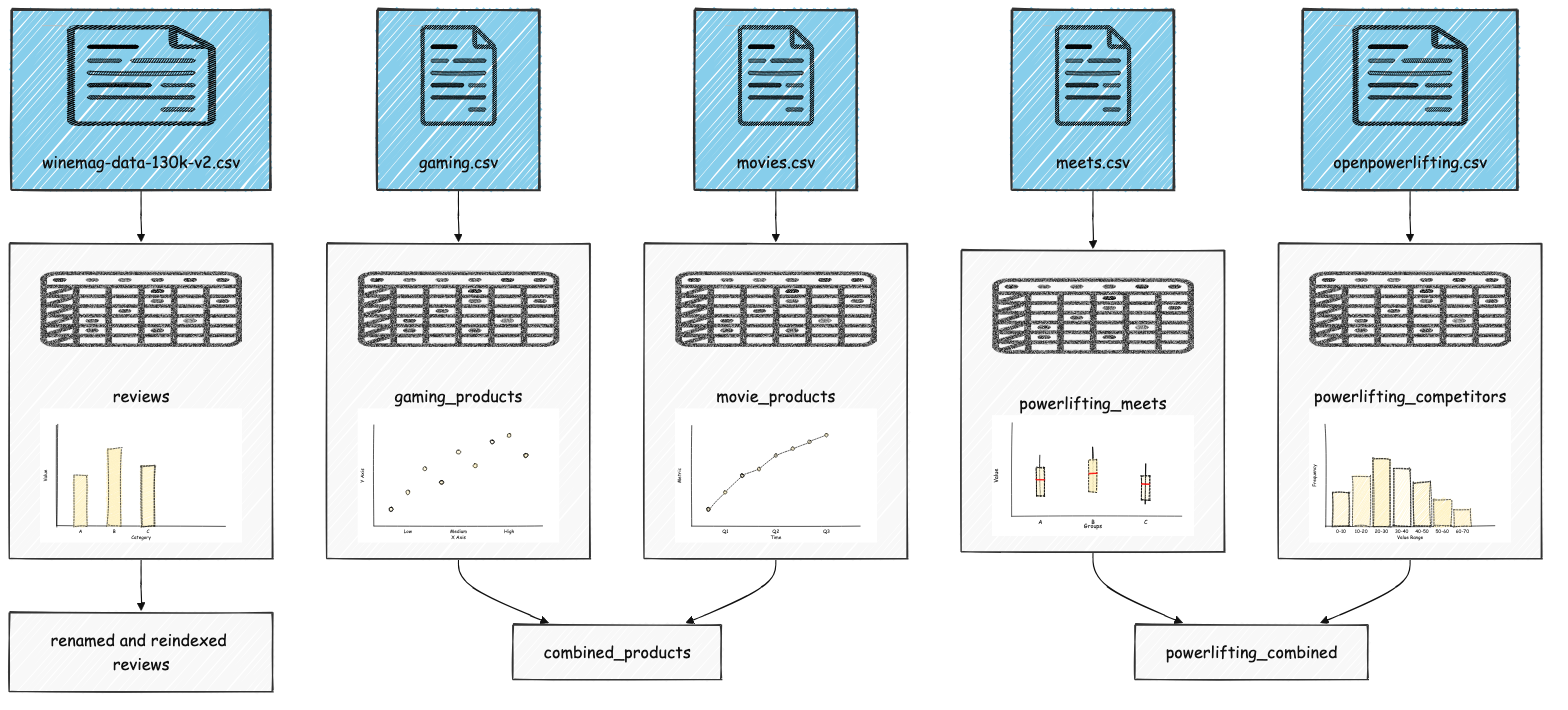 winemag-data-130k-v2.csv
gaming.csv
movies.csv
meets.csv
openpowerlifting.csv
reviews
Value
A B C
Category
gaming_products
Y Axis
Low Medium High
X Axis
movie_products
Metric
Q1 Q2 Q3
Time
powerlifting_meets
Value
A B C
Groups
powerlifting_competitors
Frequency
0-10 10-20 20-30 30-40 40-50 50-60 60-70
Value Range
renamed and reindexed
reviews
combined_products
powerlifting_combined